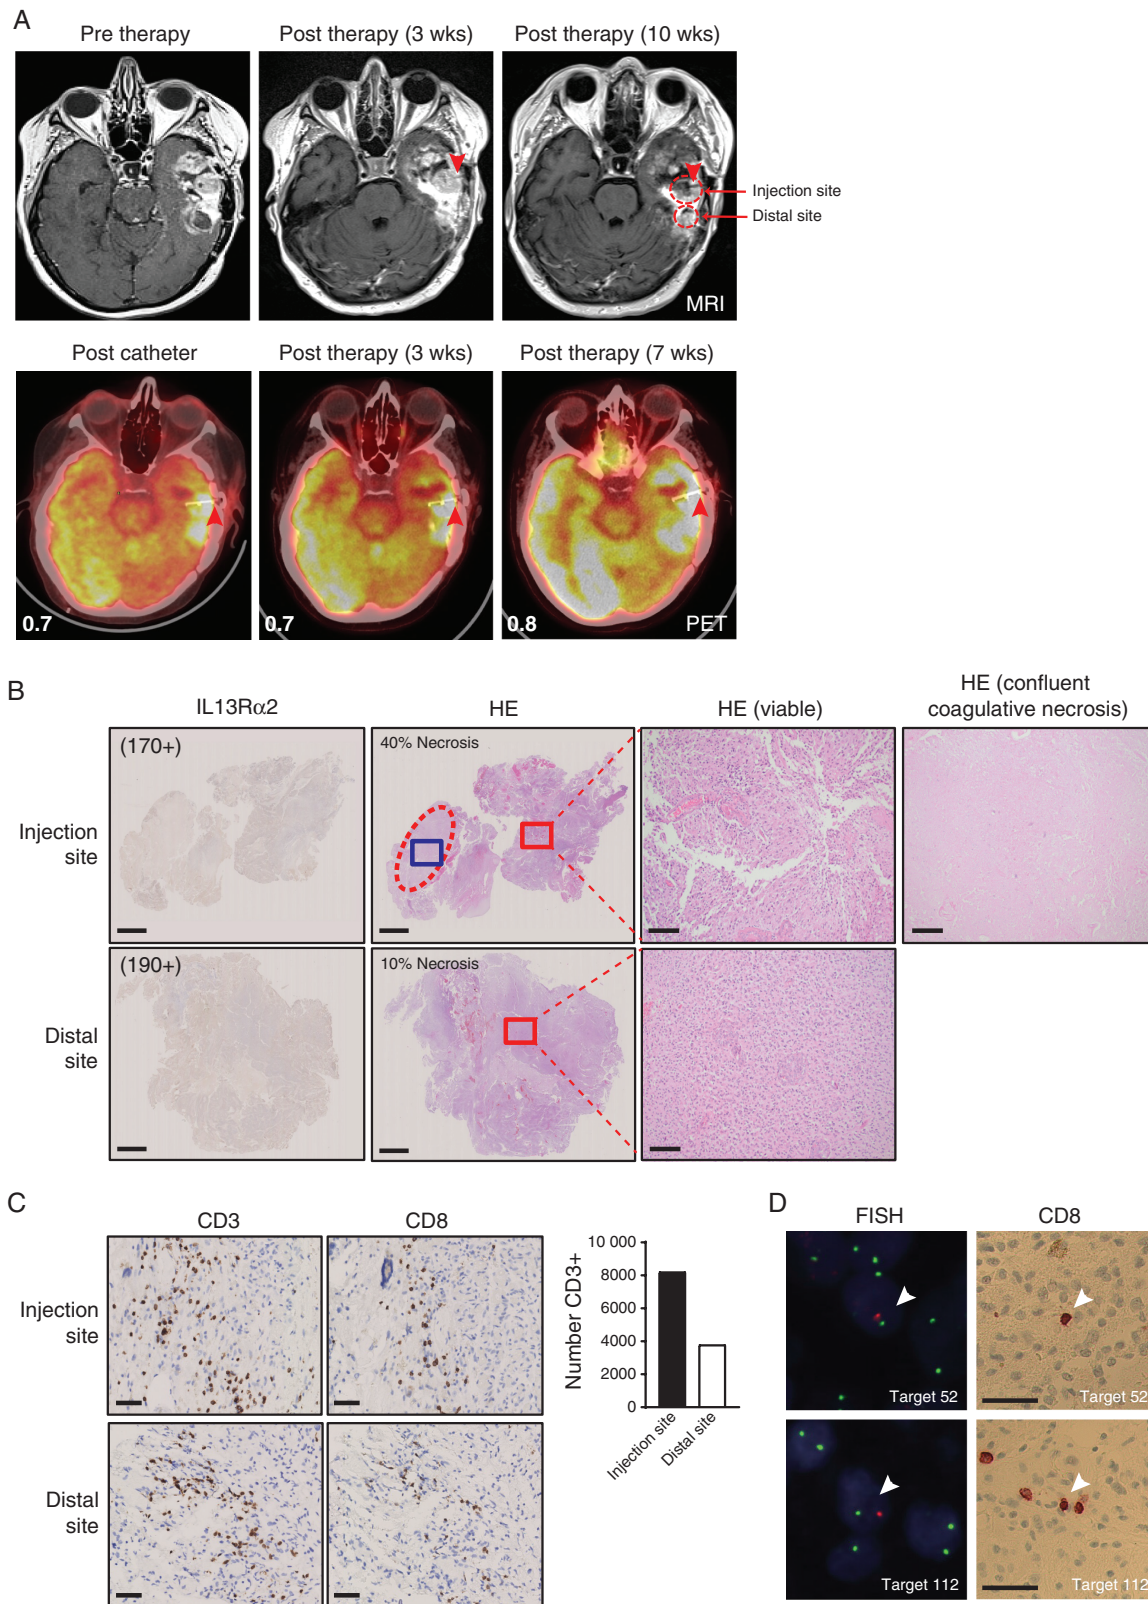 A
Pre therapy
Post therapy (3 wks)
Post therapy (10 wks)
Injection site
Distal site
MRI
Post catheter
Post therapy (3 wks)
Post therapy (7 wks)
0.7
0.7
0.8
PET
B
IL13Rα2
HE
HE (viable)
HE (confluent
coagulative necrosis)
Injection
site
(170+)
40% Necrosis
Distal
site
(190+)
10% Necrosis
C
CD3
CD8
Injection
site
Distal
site
Number CD3+
10 000
8000
6000
4000
2000
0
Injection site
Distal site
D
FISH
CD8
Target 52
Target 52
Target 112
Target 112